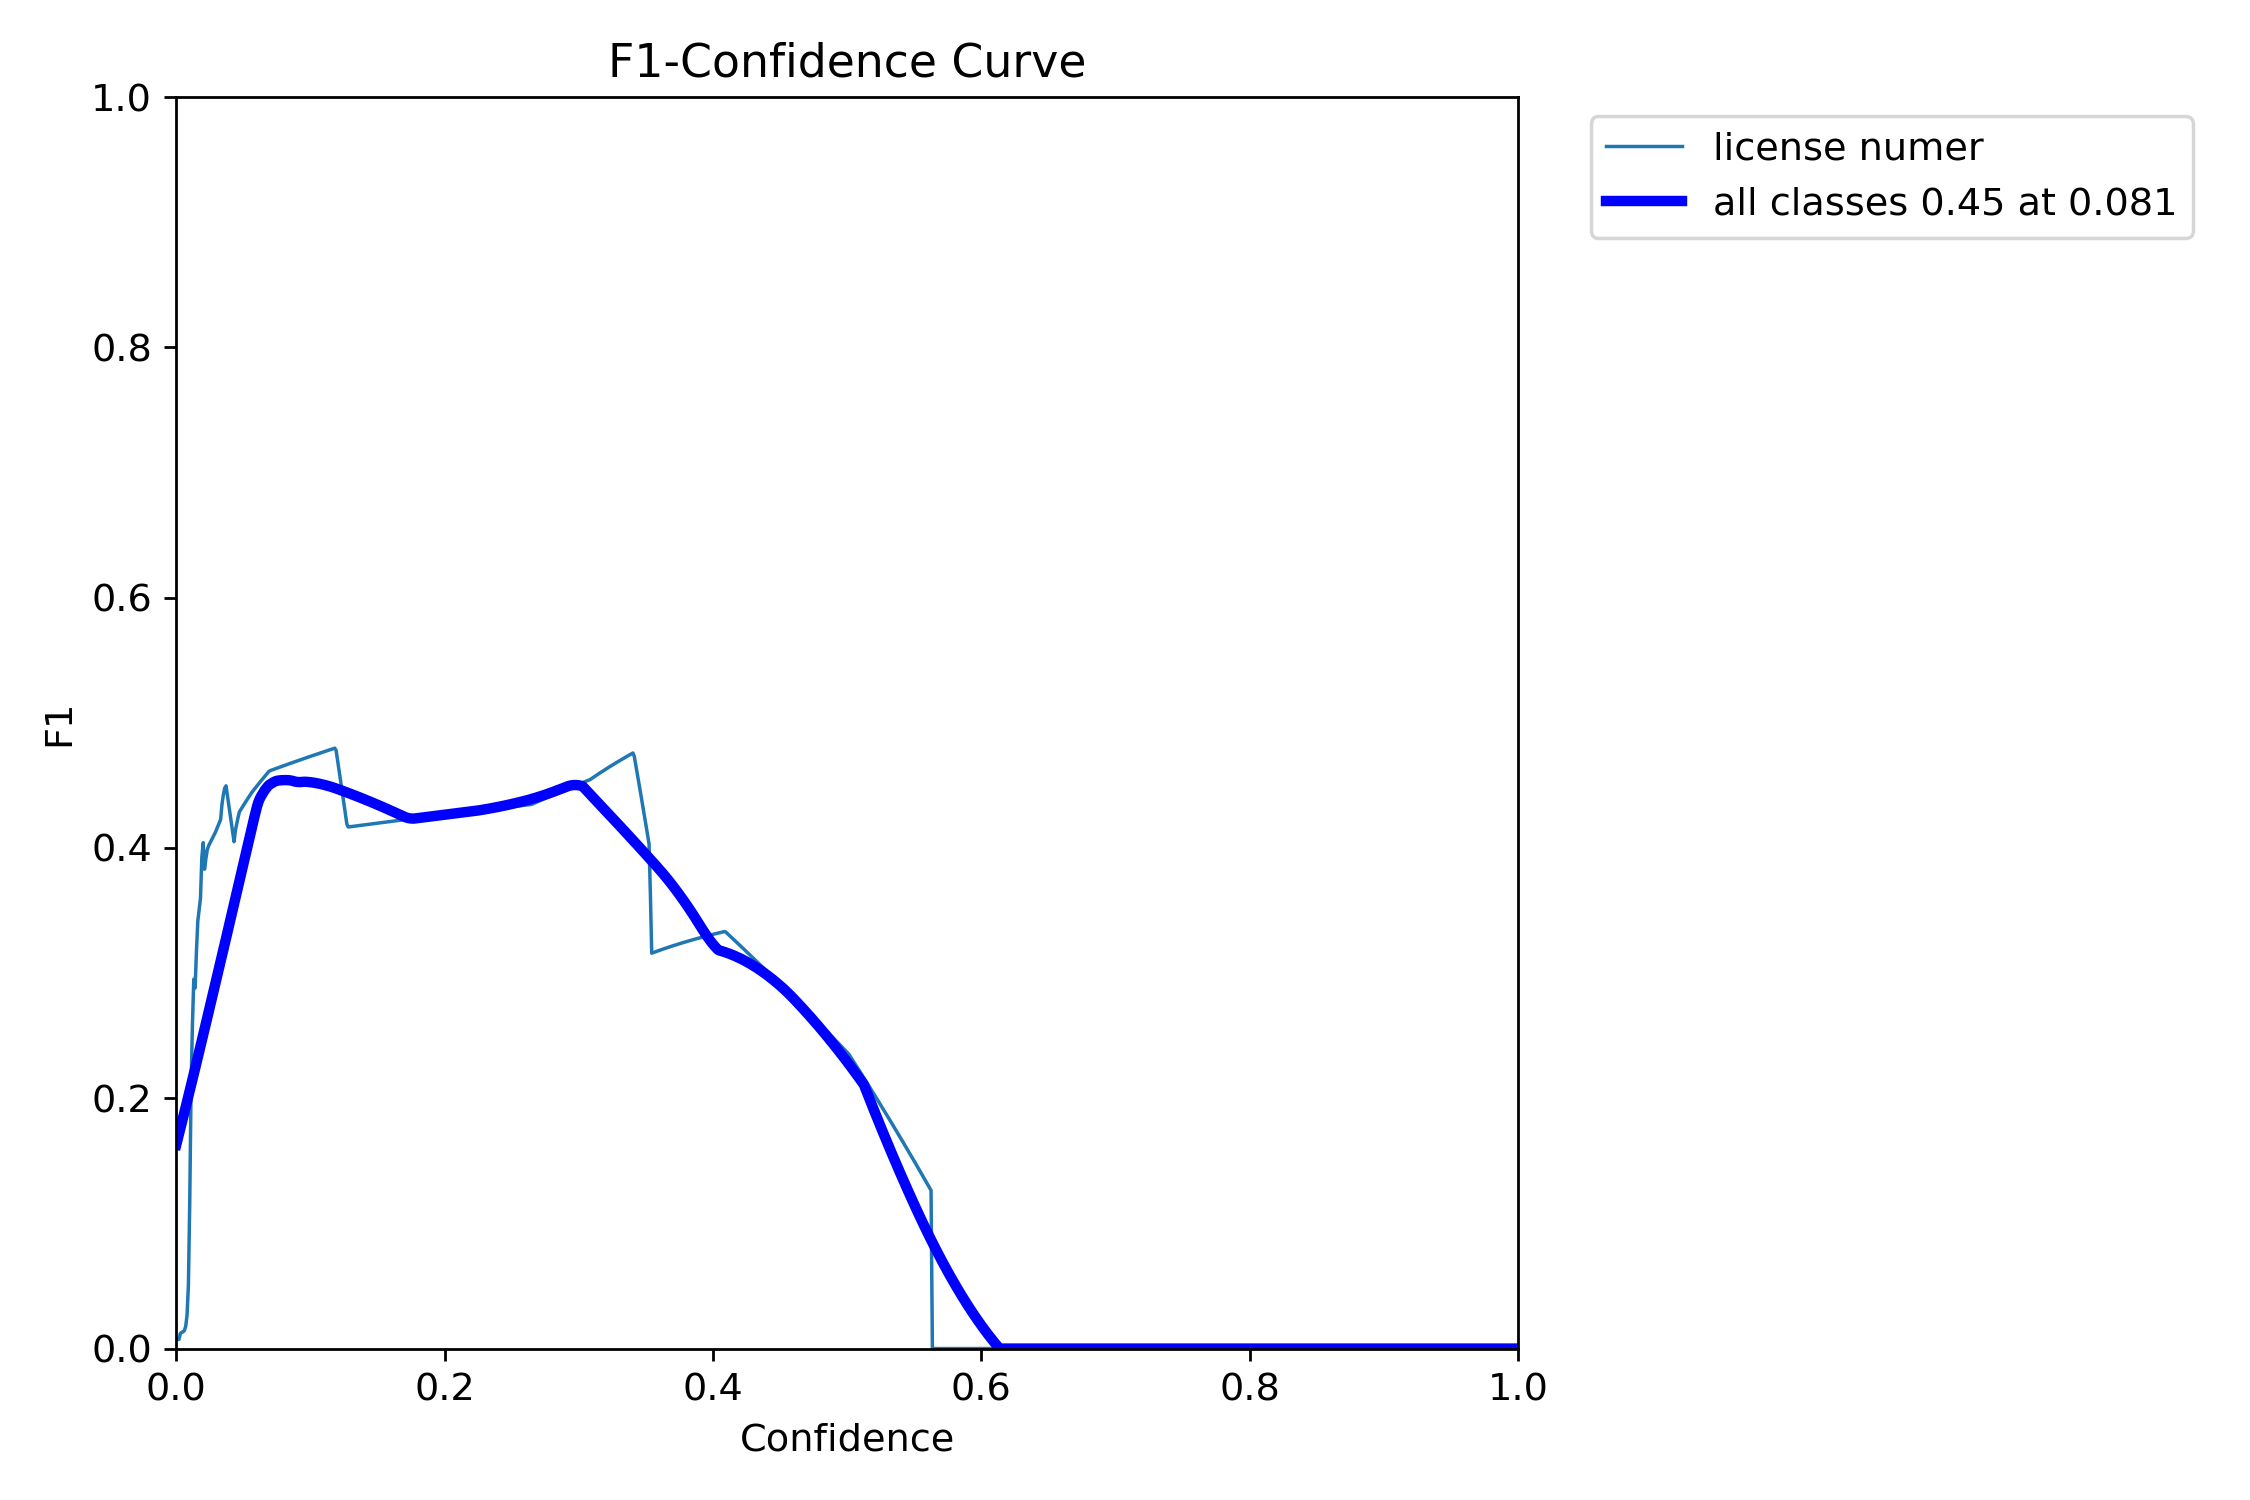 F1-Confidence Curve
license numer
all classes 0.45 at 0.081
F1
1.0
0.8
0.6
0.4
0.2
0.0
0.0 0.2 0.4 0.6 0.8 1.0
Confidence